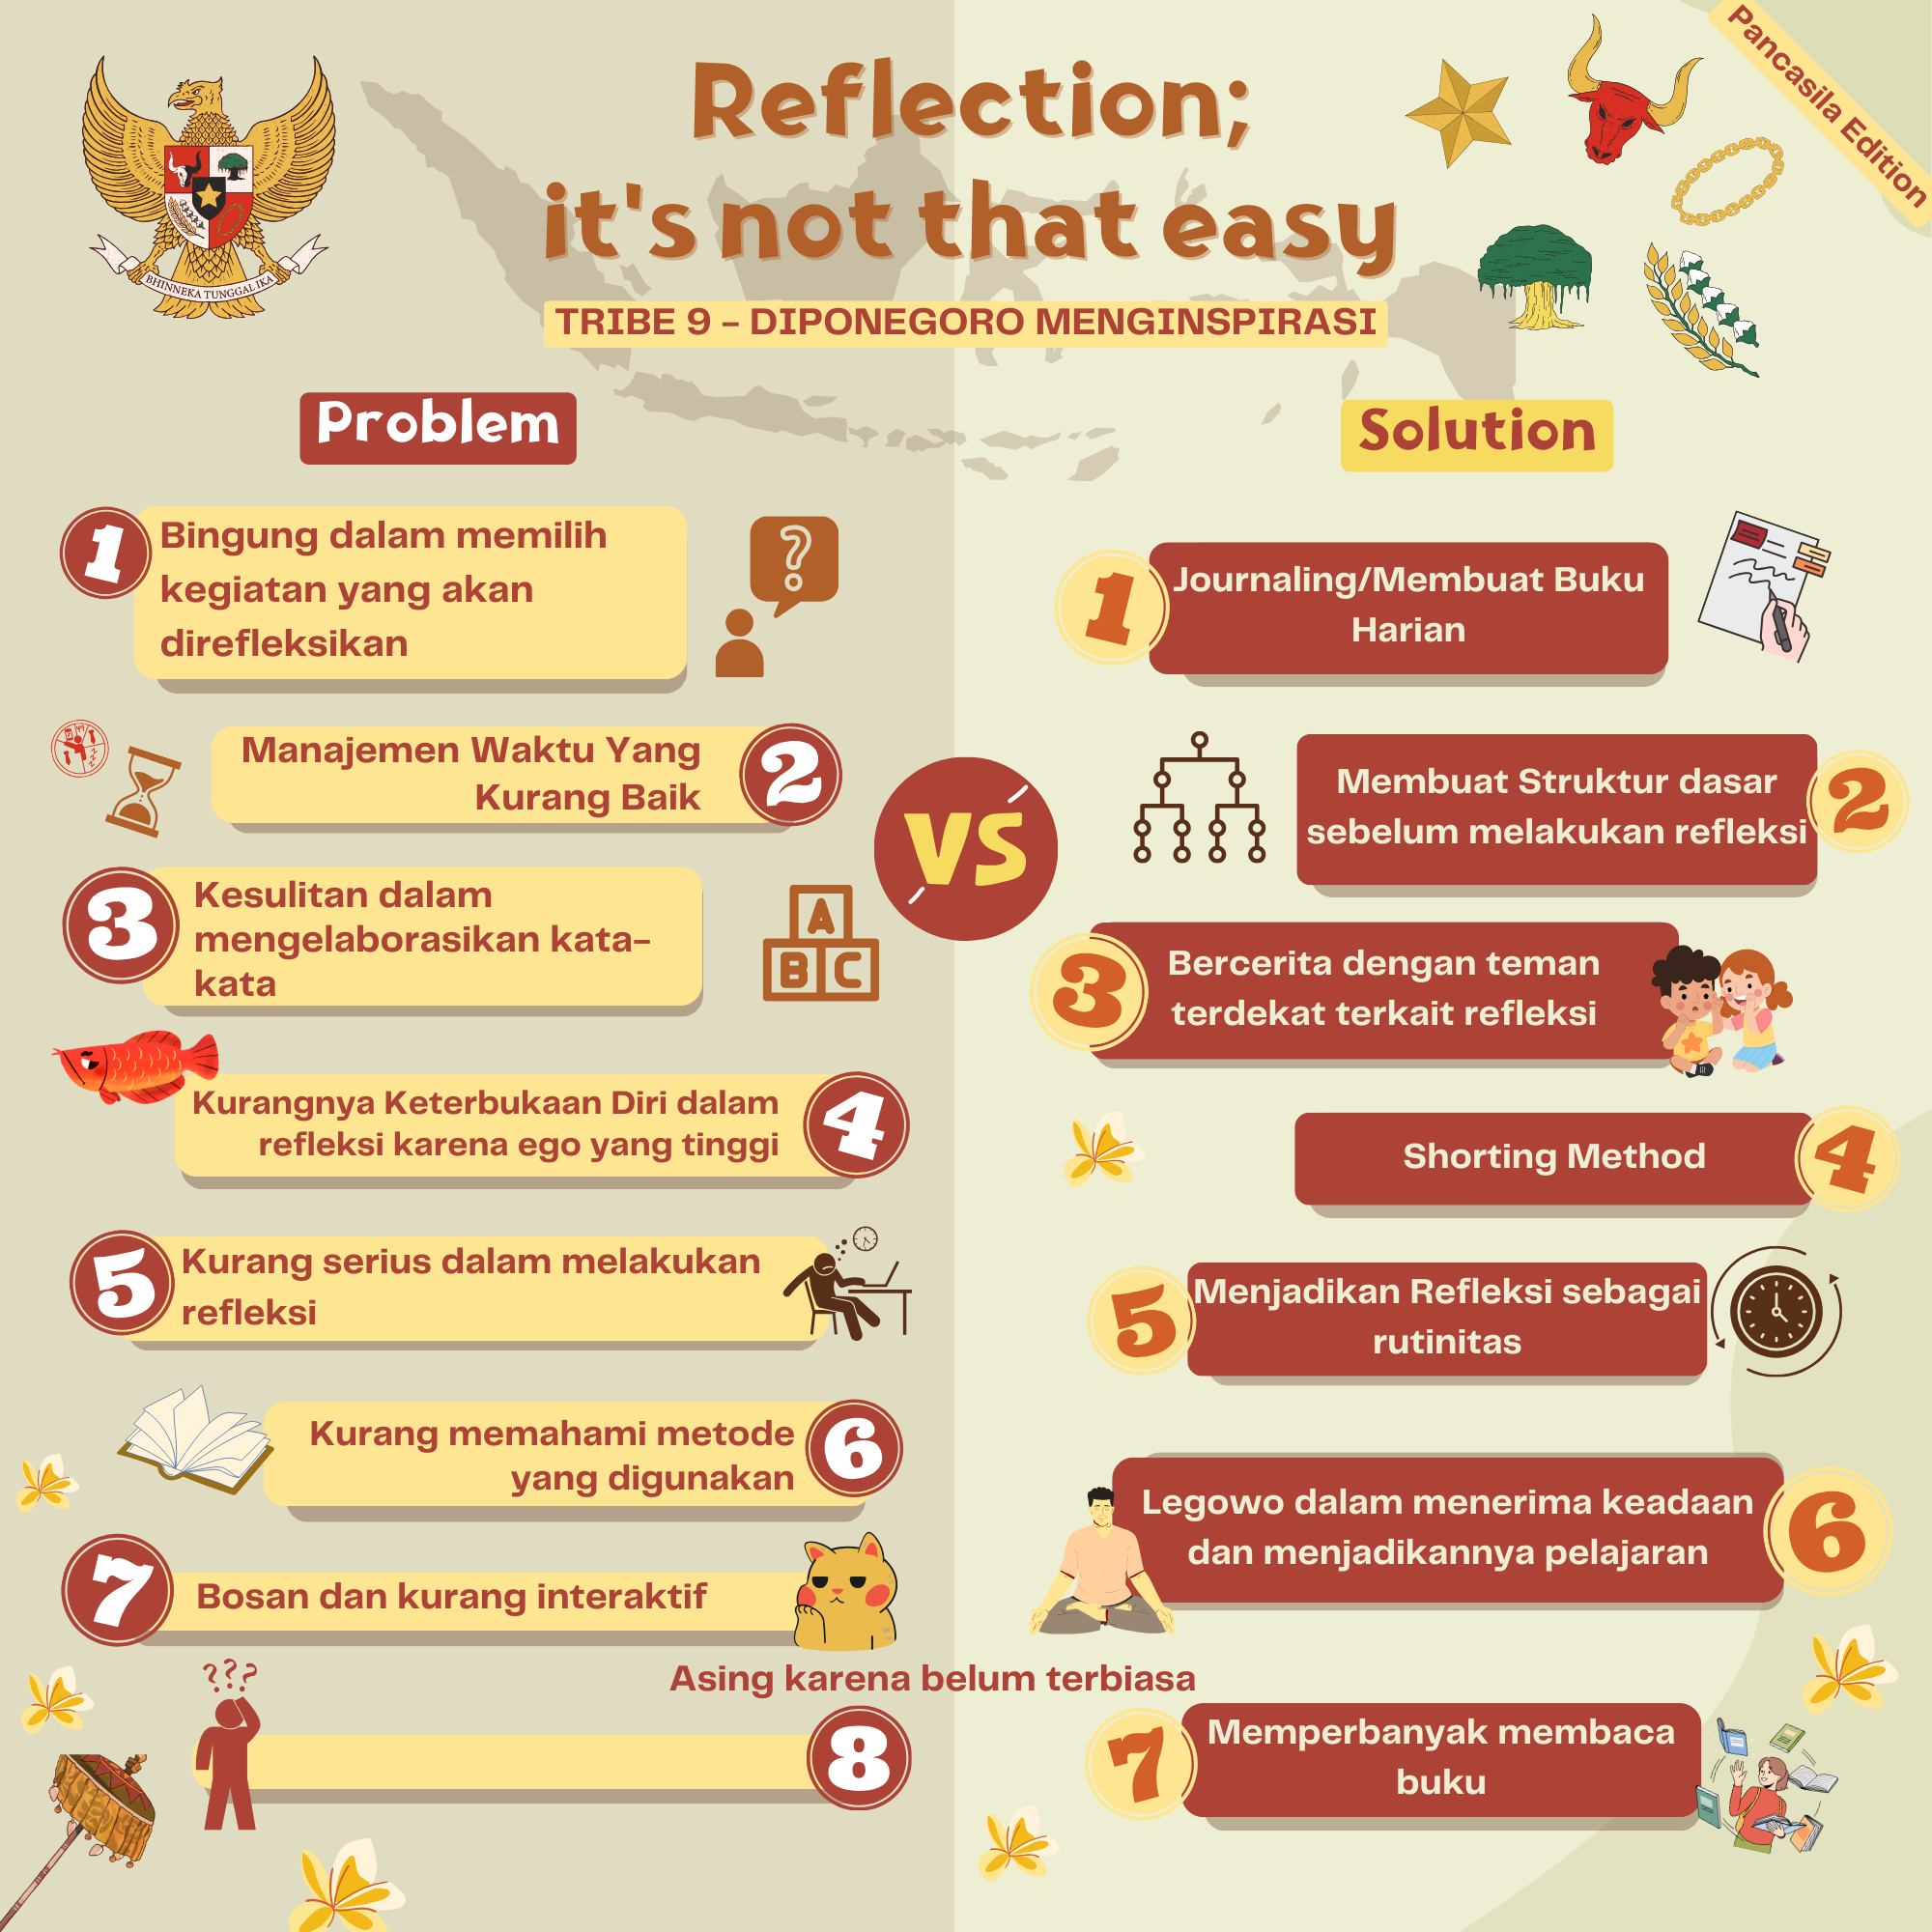 Reflection;
it's not that easy
TRIBE 9 - DIPONEGORO MENGINSPIRASI
Pancasila Edition
BHINNEKA TUNGGAL IKA
Problem
1
Bingung dalam memilih
kegiatan yang akan
direfleksikan
?
Manajemen Waktu Yang
Kurang Baik
2
3
Kesulitan dalam
mengelaborasikan kata-
kata
A
B C
Kurangnya Keterbukaan Diri dalam
refleksi karena ego yang tinggi
4
5
Kurang serius dalam melakukan
refleksi
Kurang memahami metode
yang digunakan
6
7
Bosan dan kurang interaktif
???
Asing karena belum terbiasa
8
VS
Solution
1
Journaling/Membuat Buku
Harian
Membuat Struktur dasar
sebelum melakukan refleksi
2
3
Bercerita dengan teman
terdekat terkait refleksi
Shorting Method
4
5
Menjadikan Refleksi sebagai
rutinitas
Legowo dalam menerima keadaan
dan menjadikannya pelajaran
6
7
Memperbanyak membaca
buku